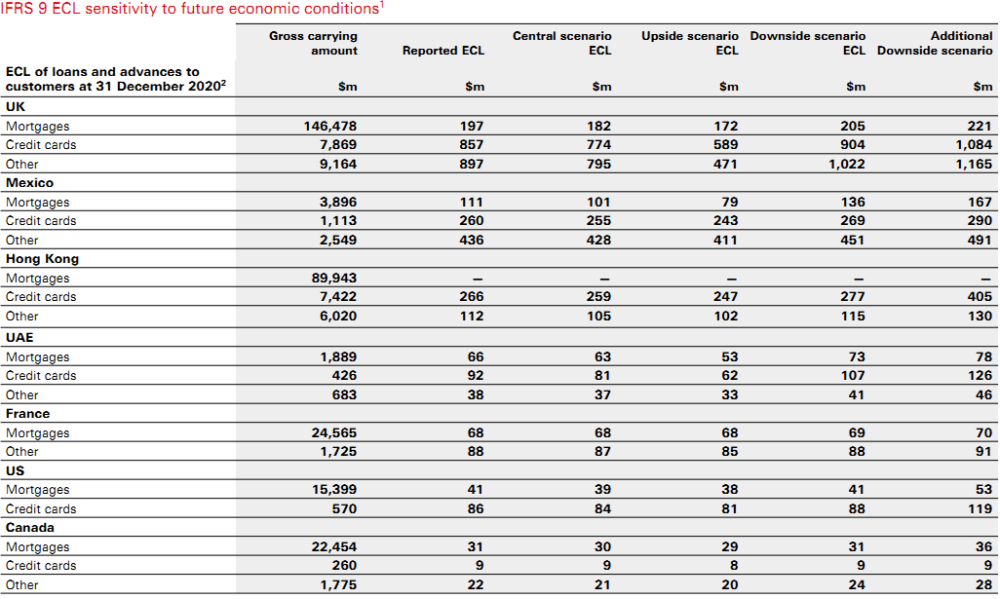 IFRS 9 ECL sensitivity to future economic conditions¹
Gross carrying amount Reported ECL Central scenario ECL Upside scenario ECL Downside scenario ECL Additional Downside scenario
ECL of loans and advances to
customers at 31 December 2020² $m $m $m $m $m $m
UK
Mortgages 146,478 197 182 172 205 221
Credit cards 7,869 857 774 589 904 1,084
Other 9,164 897 795 471 1,022 1,165
Mexico
Mortgages 3,896 111 101 79 136 167
Credit cards 1,113 260 255 243 269 290
Other 2,549 436 428 411 451 491
Hong Kong
Mortgages 89,943 – – – – –
Credit cards 7,422 266 259 247 277 405
Other 6,020 112 105 102 115 130
UAE
Mortgages 1,889 66 63 53 73 78
Credit cards 426 92 81 62 107 126
Other 683 38 37 33 41 46
France
Mortgages 24,565 68 68 68 69 70
Other 1,725 88 87 85 88 91
US
Mortgages 15,399 41 39 38 41 53
Credit cards 570 86 84 81 88 119
Canada
Mortgages 22,454 31 30 29 31 36
Credit cards 260 9 9 8 9 9
Other 1,775 22 21 20 24 28